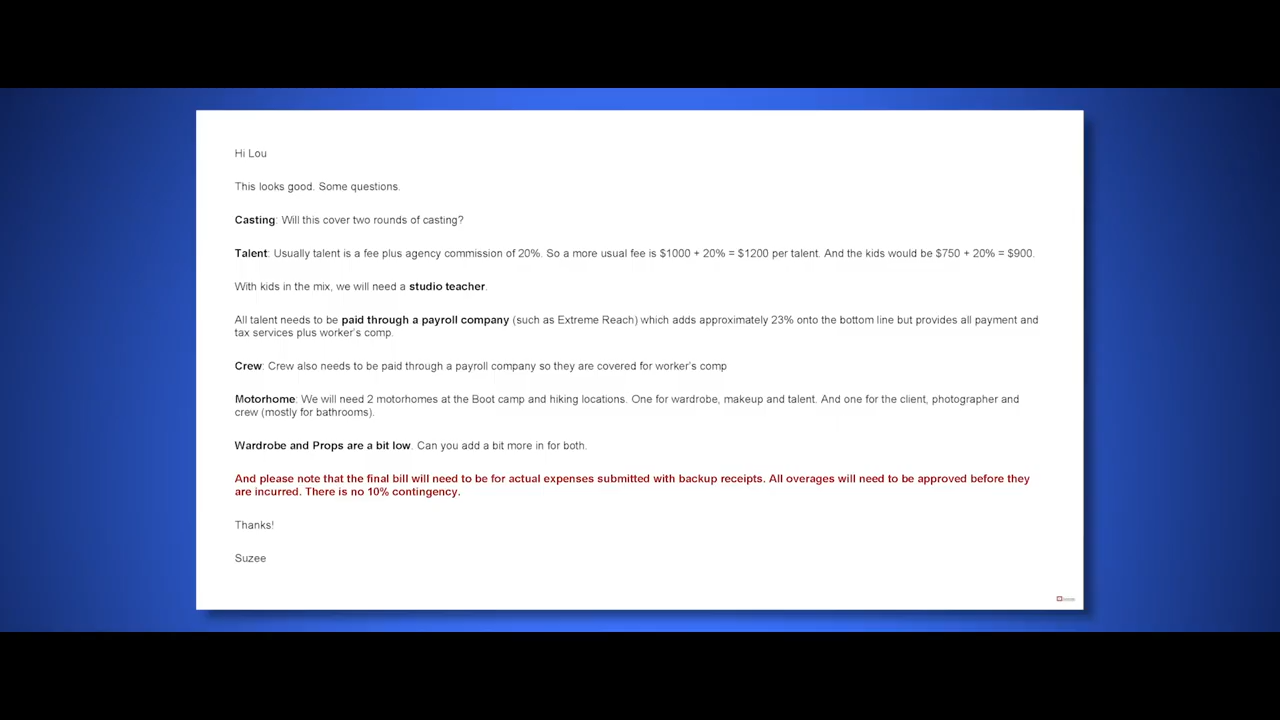 Hi Lou
This looks good. Some questions.
Casting: Will this cover two rounds of casting?
Talent: Usually talent is a fee plus agency commission of 20%. So a more usual fee is $1000 + 20% = $1200 per talent. And the kids would be $750 + 20% = $900.
With kids in the mix, we will need a studio teacher.
All talent needs to be paid through a payroll company (such as Extreme Reach) which adds approximately 23% onto the bottom line but provides all payment and
tax services plus worker's comp.
Crew: Crew also needs to be paid through a payroll company so they are covered for worker's comp
Motorhome: We will need 2 motorhomes at the Boot camp and hiking locations. One for wardrobe, makeup and talent. And one for the client, photographer and
crew (mostly for bathrooms).
Wardrobe and Props are a bit low. Can you add a bit more in for both.
And please note that the final bill will need to be for actual expenses submitted with backup receipts. All overages will need to be approved before they
are incurred. There is no 10% contingency.
Thanks!
Suzee